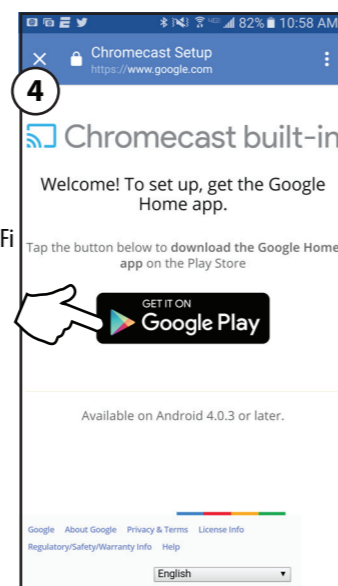 82% 10:58 AM
Chromecast Setup
https://www.google.com
4
Chromecast built-in
Welcome! To set up, get the Google
Home app.
Fi
Tap the button below to download the Google Home
app on the Play Store
GET IT ON
Google Play
Available on Android 4.0.3 or later.
Google About Google Privacy & Terms License Info
Regulatory/Safety/Warranty Info Help
English